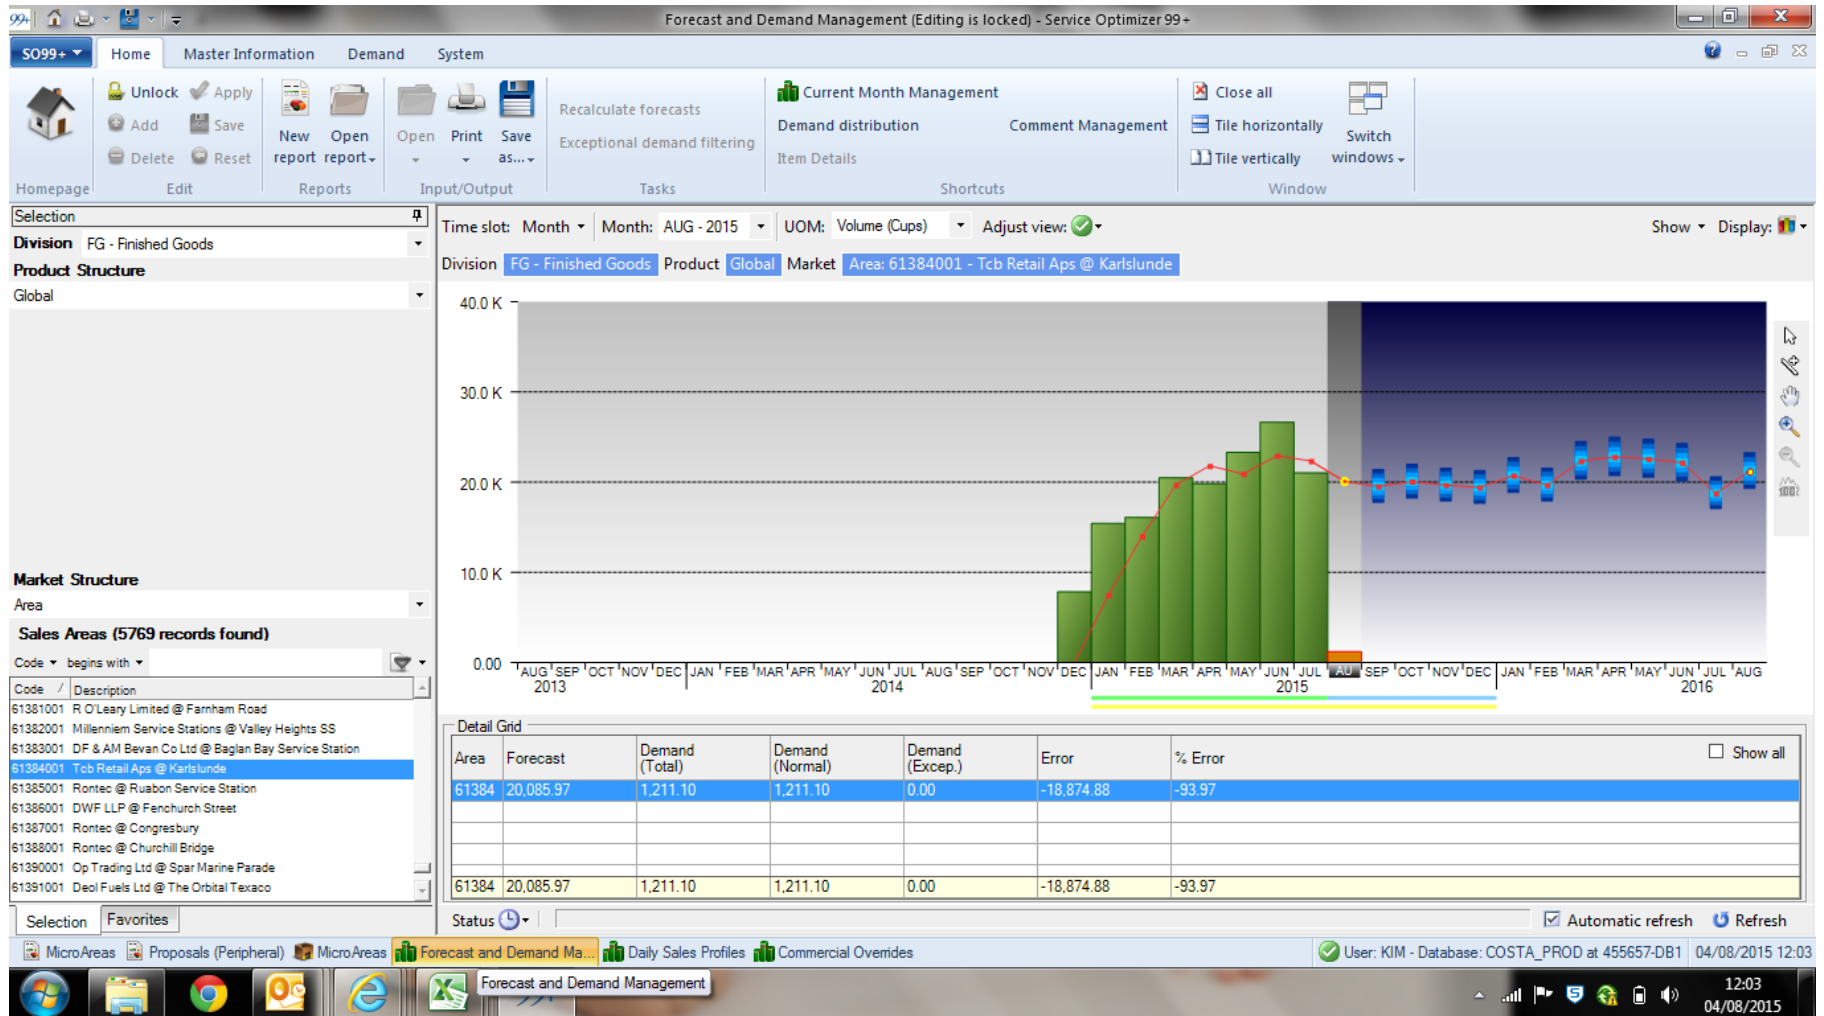 99+
Forecast and Demand Management (Editing is locked) - Service Optimizer 99+
SO99+ Home Master Information Demand System
Unlock Apply
Add Save
Delete Reset
New report
Open report
Open Print Save as...
Recalculate forecasts
Exceptional demand filtering
Current Month Management
Demand distribution Comment Management
Item Details
Close all
Tile horizontally
Tile vertically
Switch windows
Homepage Edit Reports Input/Output Tasks Shortcuts Window
Selection
Division FG - Finished Goods
Product Structure
Global
Market Structure
Area
Sales Areas (5769 records found)
Code begins with
Code / Description
61381001 R O'Leary Limited @ Farnham Road
61382001 Millenniem Service Stations @ Valley Heights SS
61383001 DF & AM Bevan Co Ltd @ Baglan Bay Service Station
61384001 Tcb Retail Aps @ Karlslunde
61385001 Rontec @ Ruabon Service Station
61386001 DWF LLP @ Fenchurch Street
61387001 Rontec @ Congresbury
61388001 Rontec @ Churchill Bridge
61390001 Op Trading Ltd @ Spar Marine Parade
61391001 Deol Fuels Ltd @ The Orbital Texaco
Selection Favorites
Time slot: Month Month: AUG - 2015 UOM: Volume (Cups) Adjust view: Show Display:
Division FG - Finished Goods Product Global Market Area: 61384001 - Tcb Retail Aps @ Karlslunde
40.0 K
30.0 K
20.0 K
10.0 K
0.00
AUG SEP OCT NOV DEC JAN FEB MAR APR MAY JUN JUL AUG SEP OCT NOV DEC JAN FEB MAR APR MAY JUN JUL AU SEP OCT NOV DEC JAN FEB MAR APR MAY JUN JUL AUG
2013 2014 2015 2016
Detail Grid
Area Forecast Demand (Total) Demand (Normal) Demand (Excep.) Error % Error Show all
61384 20,085.97 1,211.10 1,211.10 0.00 -18,874.88 -93.97
61384 20,085.97 1,211.10 1,211.10 0.00 -18,874.88 -93.97
Status Automatic refresh Refresh
MicroAreas Proposals (Peripheral) MicroAreas Forecast and Demand Ma... Daily Sales Profiles Commercial Overrides User: KIM - Database: COSTA_PROD at 455657-DB1 04/08/2015 12:03
Forecast and Demand Management
12:03
04/08/2015